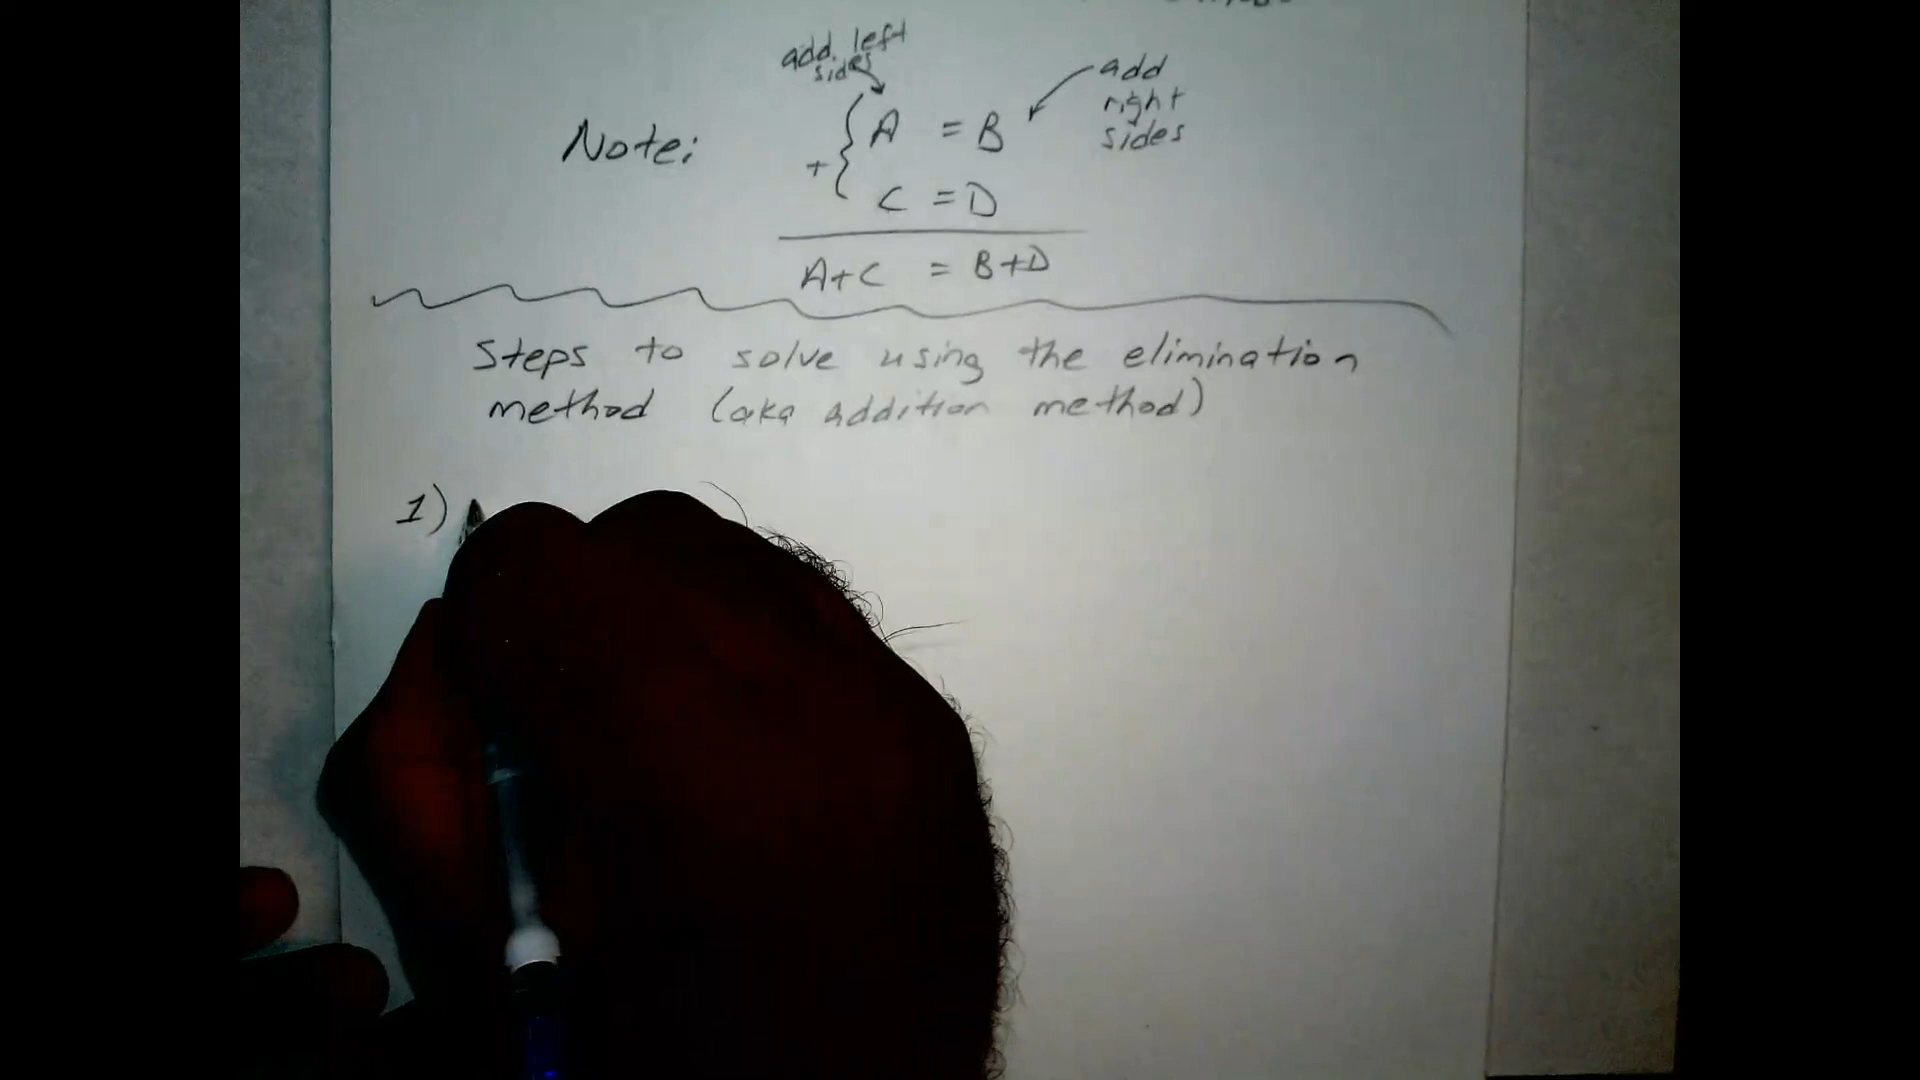 add left
sides
add
right
sides
Note:
A = B
+
C = D
A+C = B+D
Steps to solve using the elimination
method (aka addition method)
1)